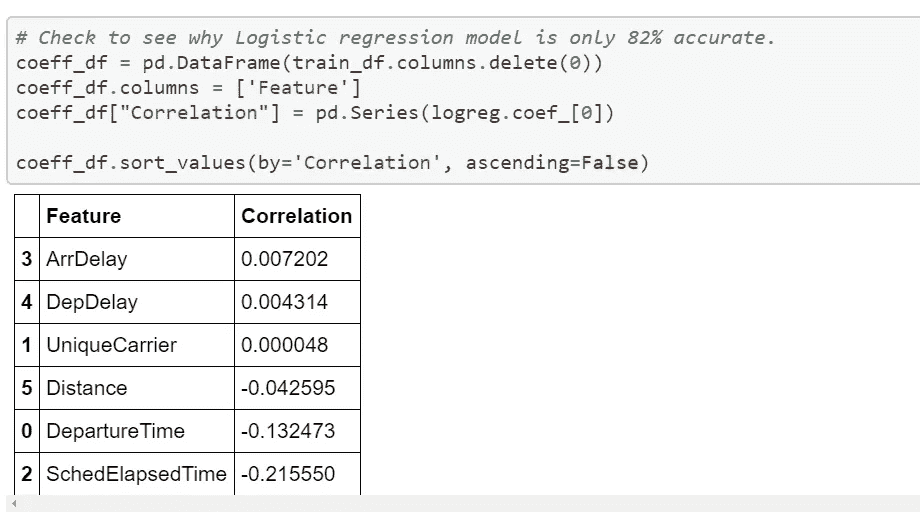 # Check to see why Logistic regression model is only 82% accurate.
coeff_df = pd.DataFrame(train_df.columns.delete(0))
coeff_df.columns = ['Feature']
coeff_df["Correlation"] = pd.Series(logreg.coef_[0])
coeff_df.sort_values(by='Correlation', ascending=False)
Feature Correlation
3 ArrDelay 0.007202
4 DepDelay 0.004314
1 UniqueCarrier 0.000048
5 Distance -0.042595
0 DepartureTime -0.132473
2 SchedElapsedTime -0.215550